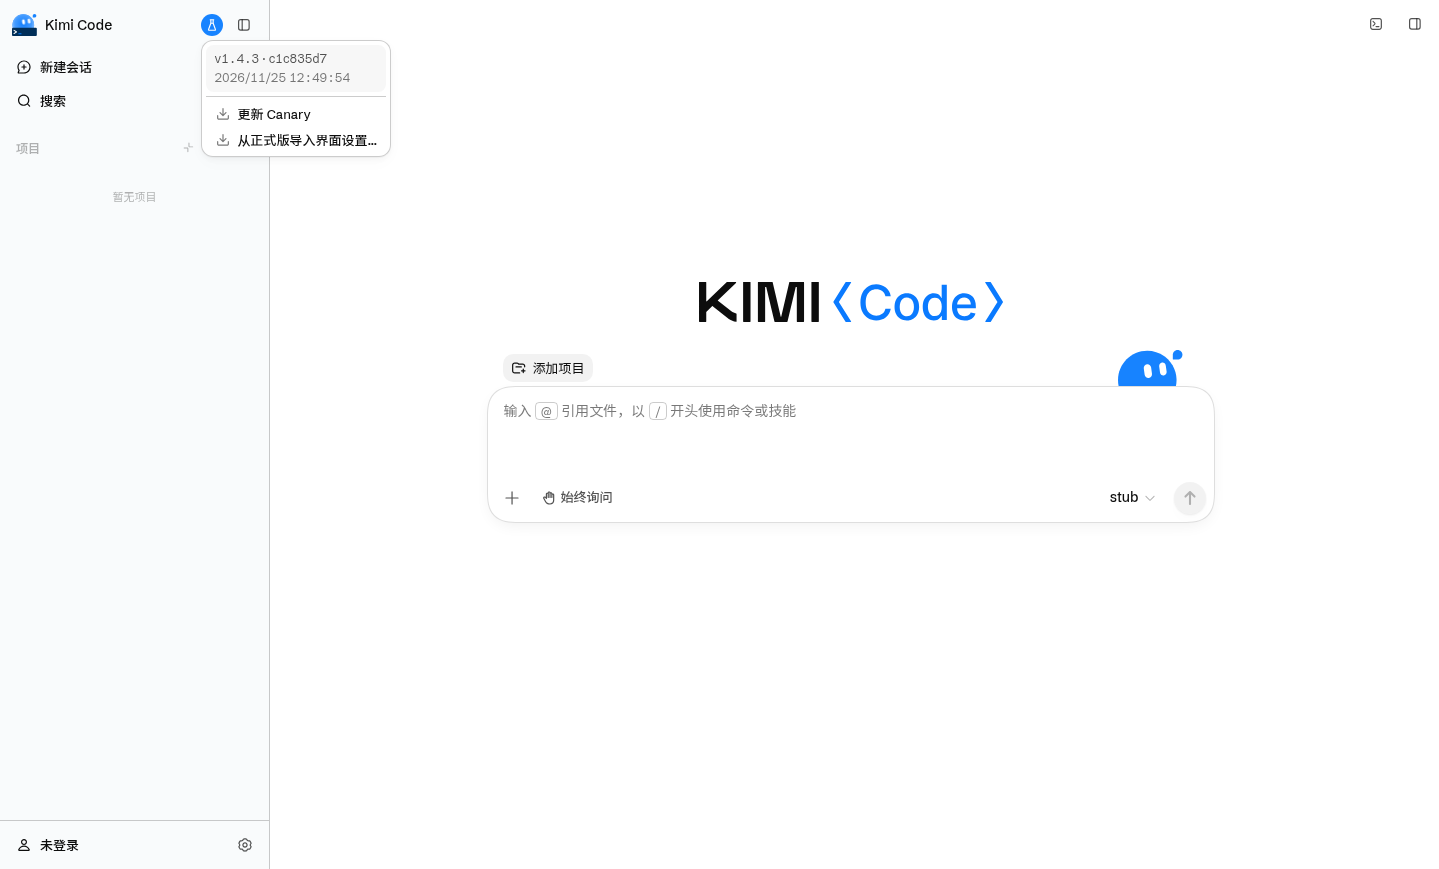 Kimi Code
v1.4.3 · c1c835d7
2026/11/25 12:49:54
更新 Canary
从正式版导入界面设置...
新建会话
搜索
项目
暂无项目
KIMI〈Code〉
添加项目
输入 @ 引用文件，以 / 开头使用命令或技能
始终询问
stub
未登录